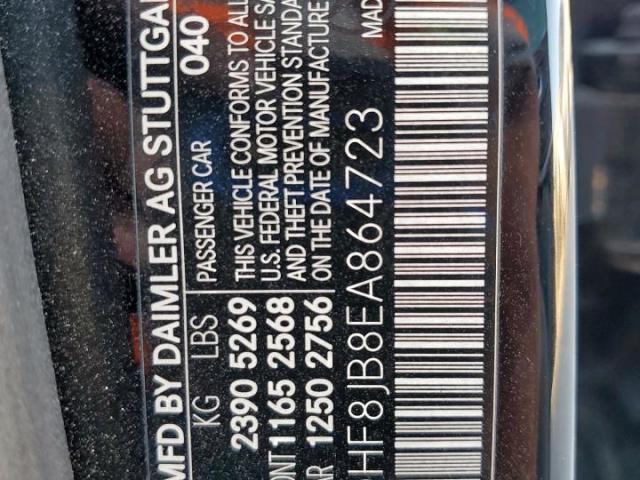 MFD BY DAIMLER AG STUTTGA
040
KG LBS
PASSENGER CAR
2390 5269
1165 2568
1250 2756
THIS VEHICLE CONFORMS TO ALL
U.S. FEDERAL MOTOR VEHICLE SA
AND THEFT PREVENTION STANDA
ON THE DATE OF MANUFACTURE
HF8JB8EA864723
MAD